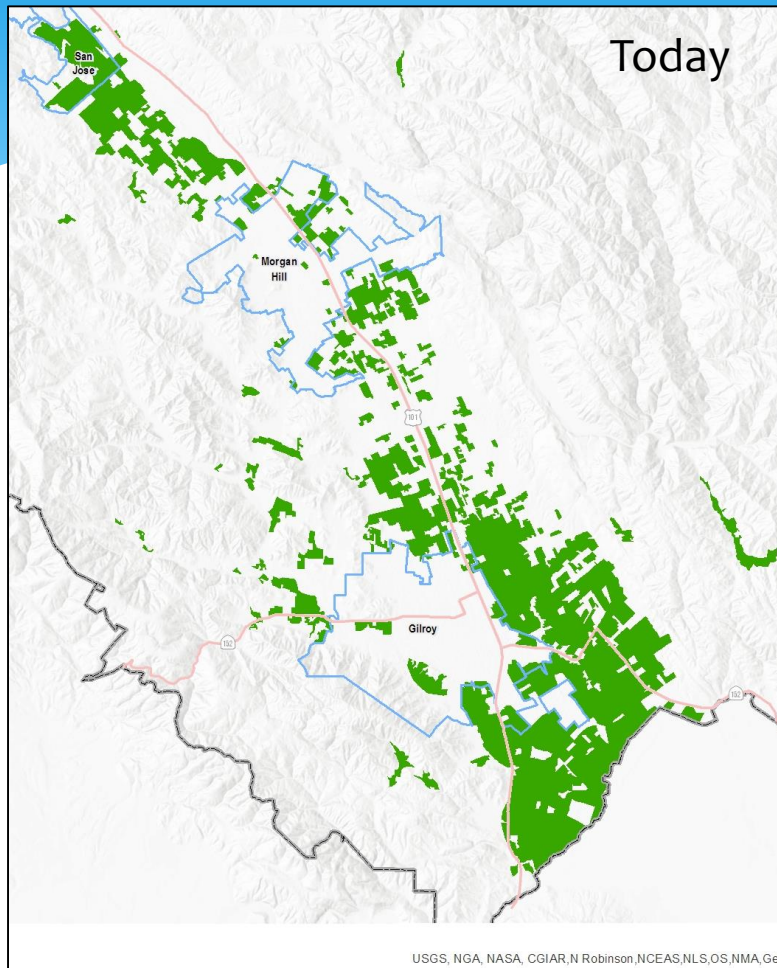 Today
San
Jose
Morgan
Hill
101
152
Gilroy
152
USGS, NGA, NASA, CGIAR,N Robinson,NCEAS,NLS,OS,NMA,Ge